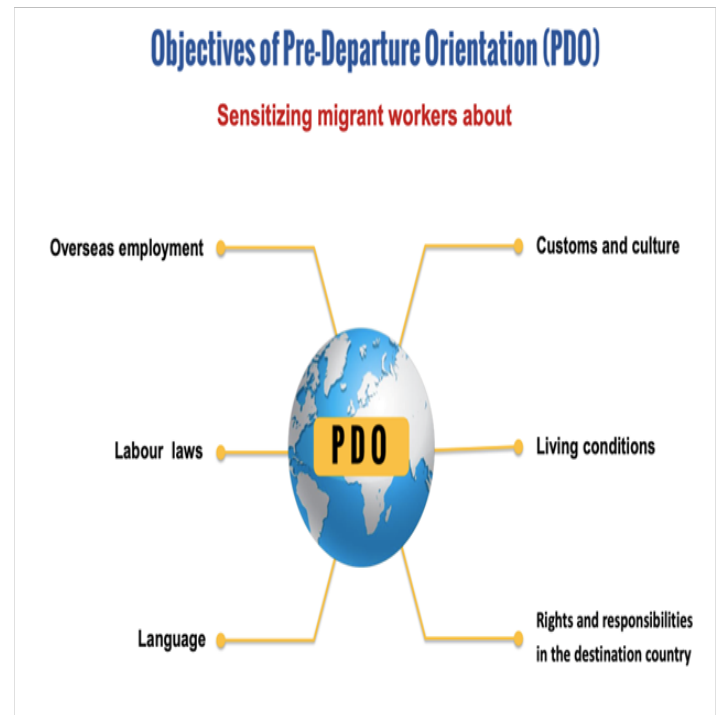 Objectives of Pre-Departure Orientation (PDO)
Sensitizing migrant workers about
Overseas employment
Customs and culture
PDO
Labour laws
Living conditions
Language
Rights and responsibilities
in the destination country